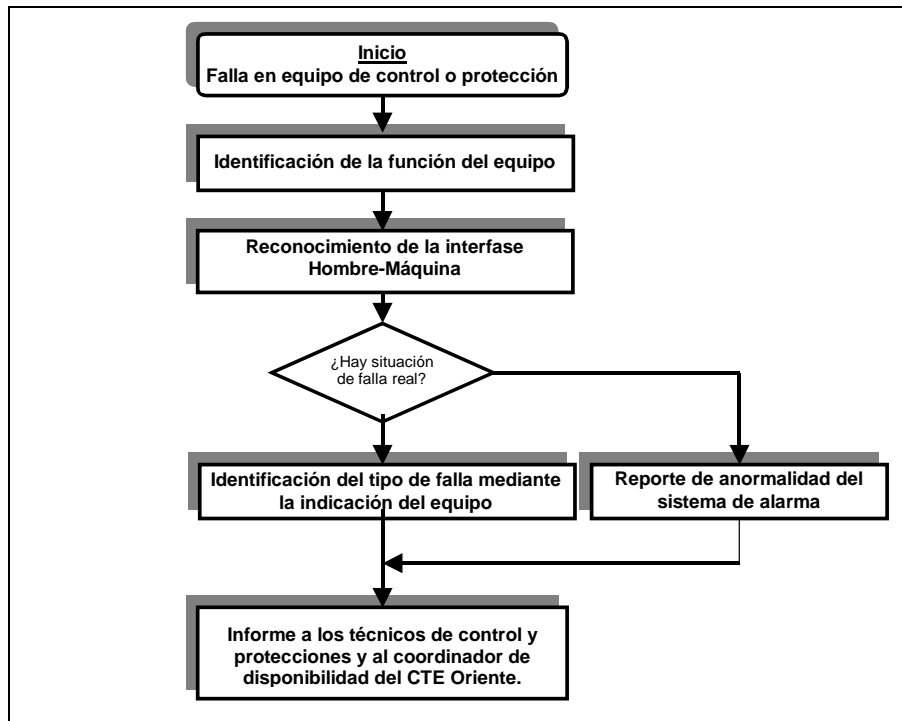 Inicio
Falla en equipo de control o protección
Identificación de la función del equipo
Reconocimiento de la interfase
Hombre-Máquina
¿Hay situación
de falla real?
Identificación del tipo de falla mediante
la indicación del equipo
Reporte de anormalidad del
sistema de alarma
Informe a los técnicos de control y
protecciones y al coordinador de
disponibilidad del CTE Oriente.